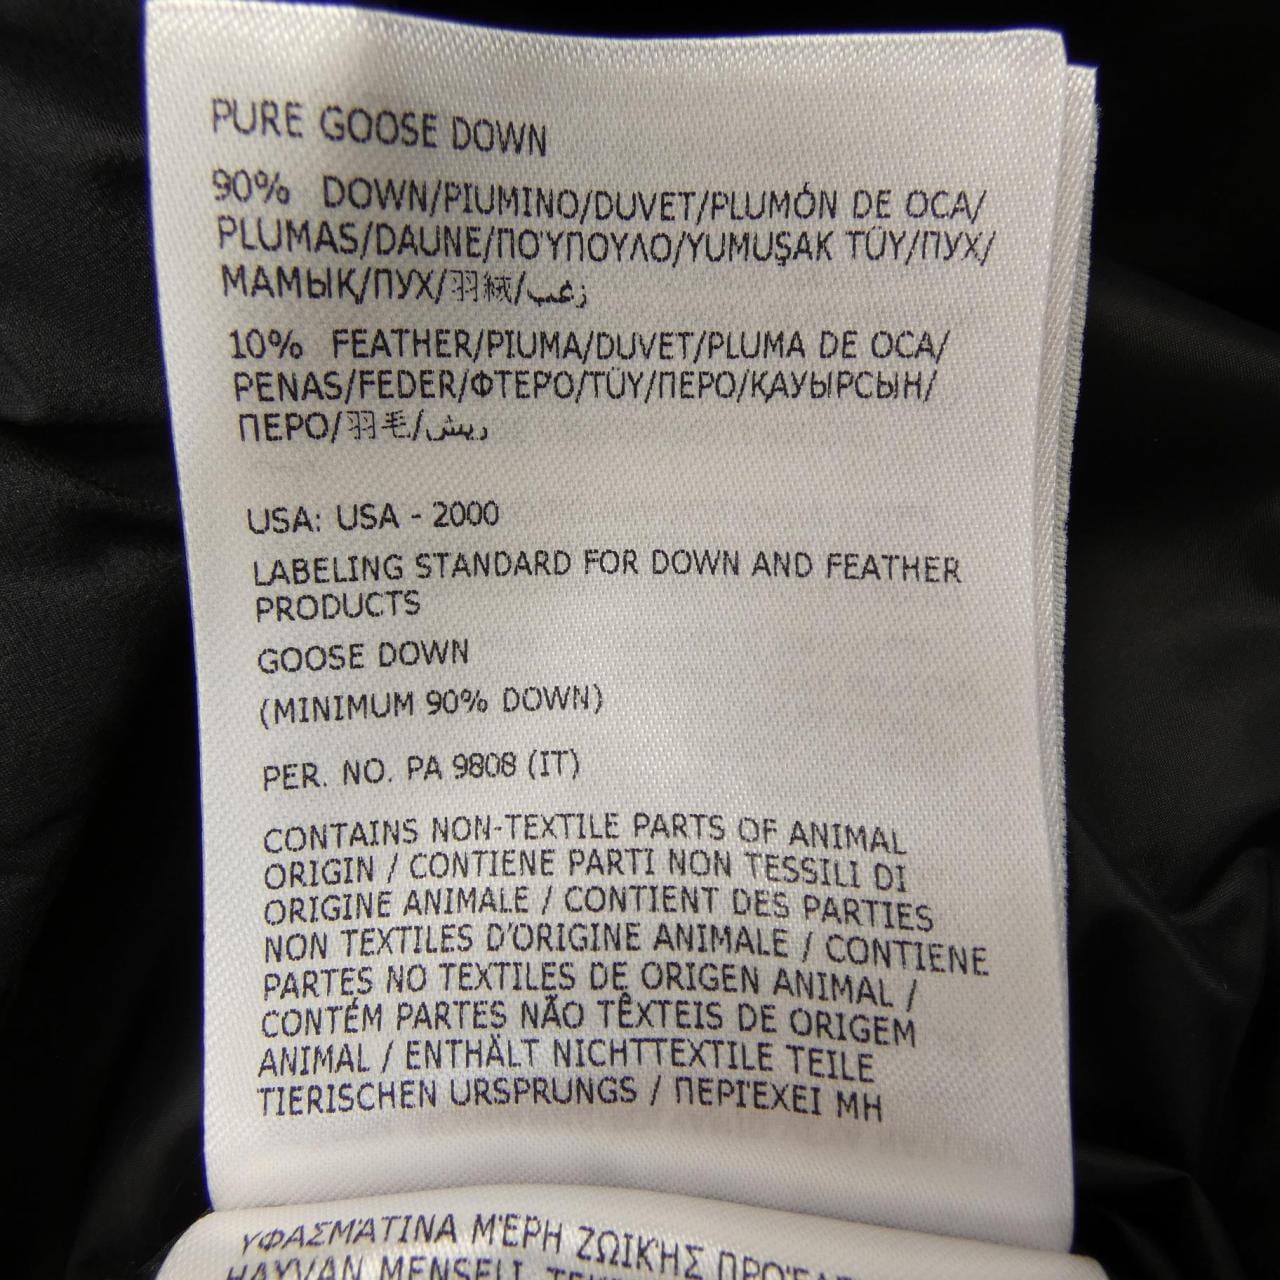 PURE GOOSE DOWN
90% DOWN/PIUMINO/DUVET/PLUMÓN DE OCA/
PLUMAS/DAUNE/ΠΟΎΠΟΥΛΟ/YUMUŞAK TÜY/ПУХ/
МАМЫҚ/ПУХ/羽絨/زغب
10% FEATHER/PIUMA/DUVET/PLUMA DE OCA/
PENAS/FEDER/ΦΤΕΡΌ/TÜY/ПЕРО/ҚАУЫРСЫН/
ПЕРО/羽毛/ريش
USA: USA - 2000
LABELING STANDARD FOR DOWN AND FEATHER
PRODUCTS
GOOSE DOWN
(MINIMUM 90% DOWN)
PER. NO. PA 9808 (IT)
CONTAINS NON-TEXTILE PARTS OF ANIMAL
ORIGIN / CONTIENE PARTI NON TESSILI DI
ORIGINE ANIMALE / CONTIENT DES PARTIES
NON TEXTILES D'ORIGINE ANIMALE / CONTIENE
PARTES NO TEXTILES DE ORIGEN ANIMAL /
CONTÉM PARTES NÃO TÊXTEIS DE ORIGEM
ANIMAL / ENTHÄLT NICHTTEXTILE TEILE
TIERISCHEN URSPRUNGS / ΠΕΡΙΈΧΕΙ ΜΗ
ΥΦΑΣΜΆΤΙΝΑ ΜΈΡΗ ΖΩΙΚΉΣ
HAYVAN MENŞELİ